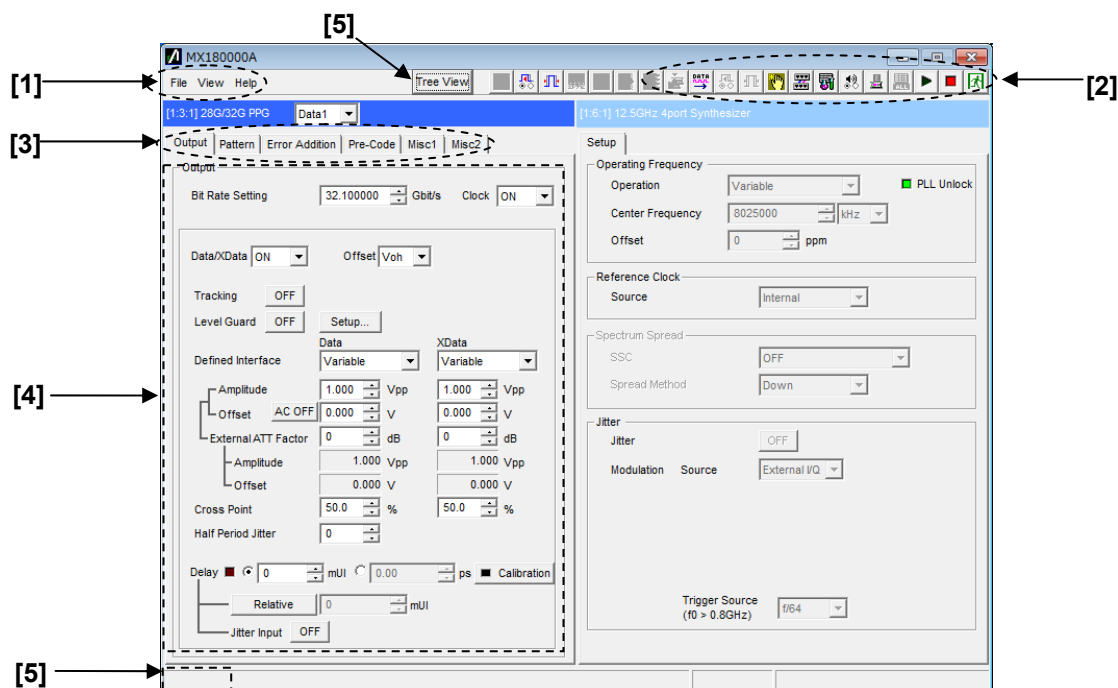 [5]
MX180000A
[1]
File View Help
Tree View
DATA
ALL
[2]
[1:3:1] 28G/32G PPG
Data1
[1:6:1] 12.5GHz 4port Synthesizer
[3]
Output
Pattern
Error Addition
Pre-Code
Misc1
Misc2
Setup
Output
Bit Rate Setting 32.100000 Gbit/s Clock ON
Data/XData ON Offset Voh
Tracking OFF
Level Guard OFF Setup...
Data XData
Defined Interface Variable Variable
[4]
Amplitude 1.000 Vpp 1.000 Vpp
Offset AC OFF 0.000 V 0.000 V
External ATT Factor 0 dB 0 dB
Amplitude 1.000 Vpp 1.000 Vpp
Offset 0.000 V 0.000 V
Cross Point 50.0 % 50.0 %
Half Period Jitter 0
Delay 0 mUI 0.00 ps Calibration
Relative 0 mUI
Jitter Input OFF
Operating Frequency
Operation Variable PLL Unlock
Center Frequency 8025000 kHz
Offset 0 ppm
Reference Clock
Source Internal
Spectrum Spread
SSC OFF
Spread Method Down
Jitter
Jitter OFF
Modulation Source External I/Q
Trigger Source
(f0 > 0.8GHz) f/64
[5]